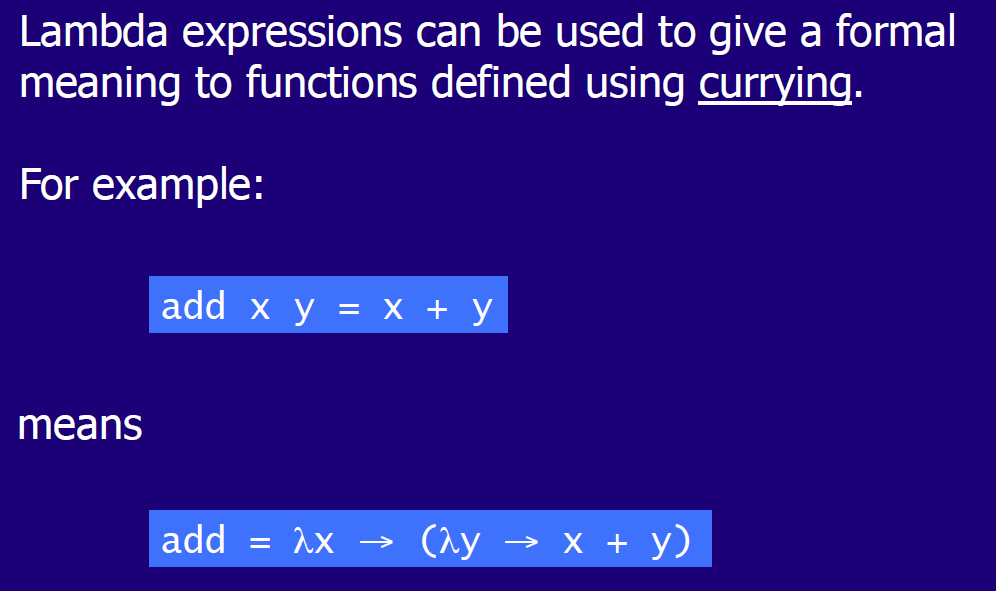 Lambda expressions can be used to give a formal
meaning to functions defined using currying.
For example:
add x y = x + y
means
add = λx → (λy → x + y)